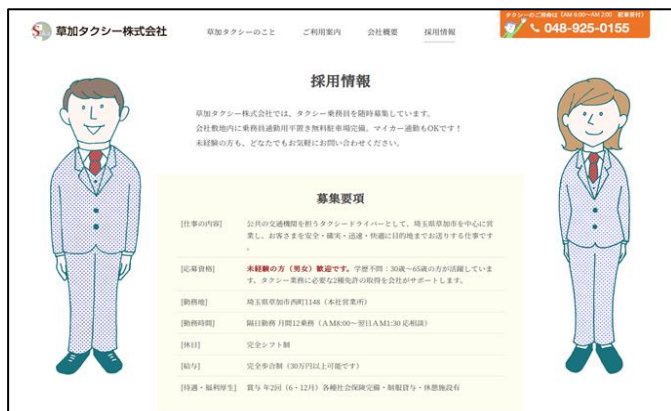 草加タクシー株式会社
草加タクシーのこと
ご利用案内
会社概要
採用情報
タクシーのご用命は（AM 6:00〜AM 2:00 配車受付）
048-925-0155
採用情報
草加タクシー株式会社では、タクシー乗務員を随時募集しています。
会社敷地内に乗務員通勤用平置き無料駐車場完備。マイカー通勤もOKです！
未経験の方も、どなたでもお気軽にお問い合わせください。
募集要項
[仕事の内容] 公共の交通機関を担うタクシードライバーとして、埼玉県草加市を中心に営
業し、お客さまを安全・確実・迅速・快適に目的地までお送りする仕事です
。
[応募資格] 未経験の方（男女）歓迎です。学歴不問：30歳〜65歳の方が活躍していま
す。タクシー業務に必要な2種免許の取得を会社がサポートします。
[勤務地] 埼玉県草加市西町1148（本社営業所）
[勤務時間] 隔日勤務 月間12乗務（AM8:00〜翌日AM1:30 応相談）
[休日] 完全シフト制
[給与] 完全歩合制（30万円以上可能です）
[待遇・福利厚生] 賞与 年2回（6・12月）各種社会保険完備・制服貸与・休憩施設有